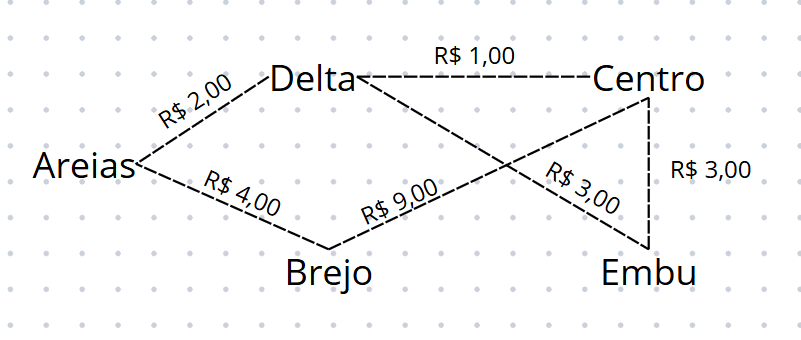 R$ 1,00
Delta
Centro
R$ 2,00
Areias
R$ 4,00
R$ 9,00
R$ 3,00
R$ 3,00
Brejo
Embu